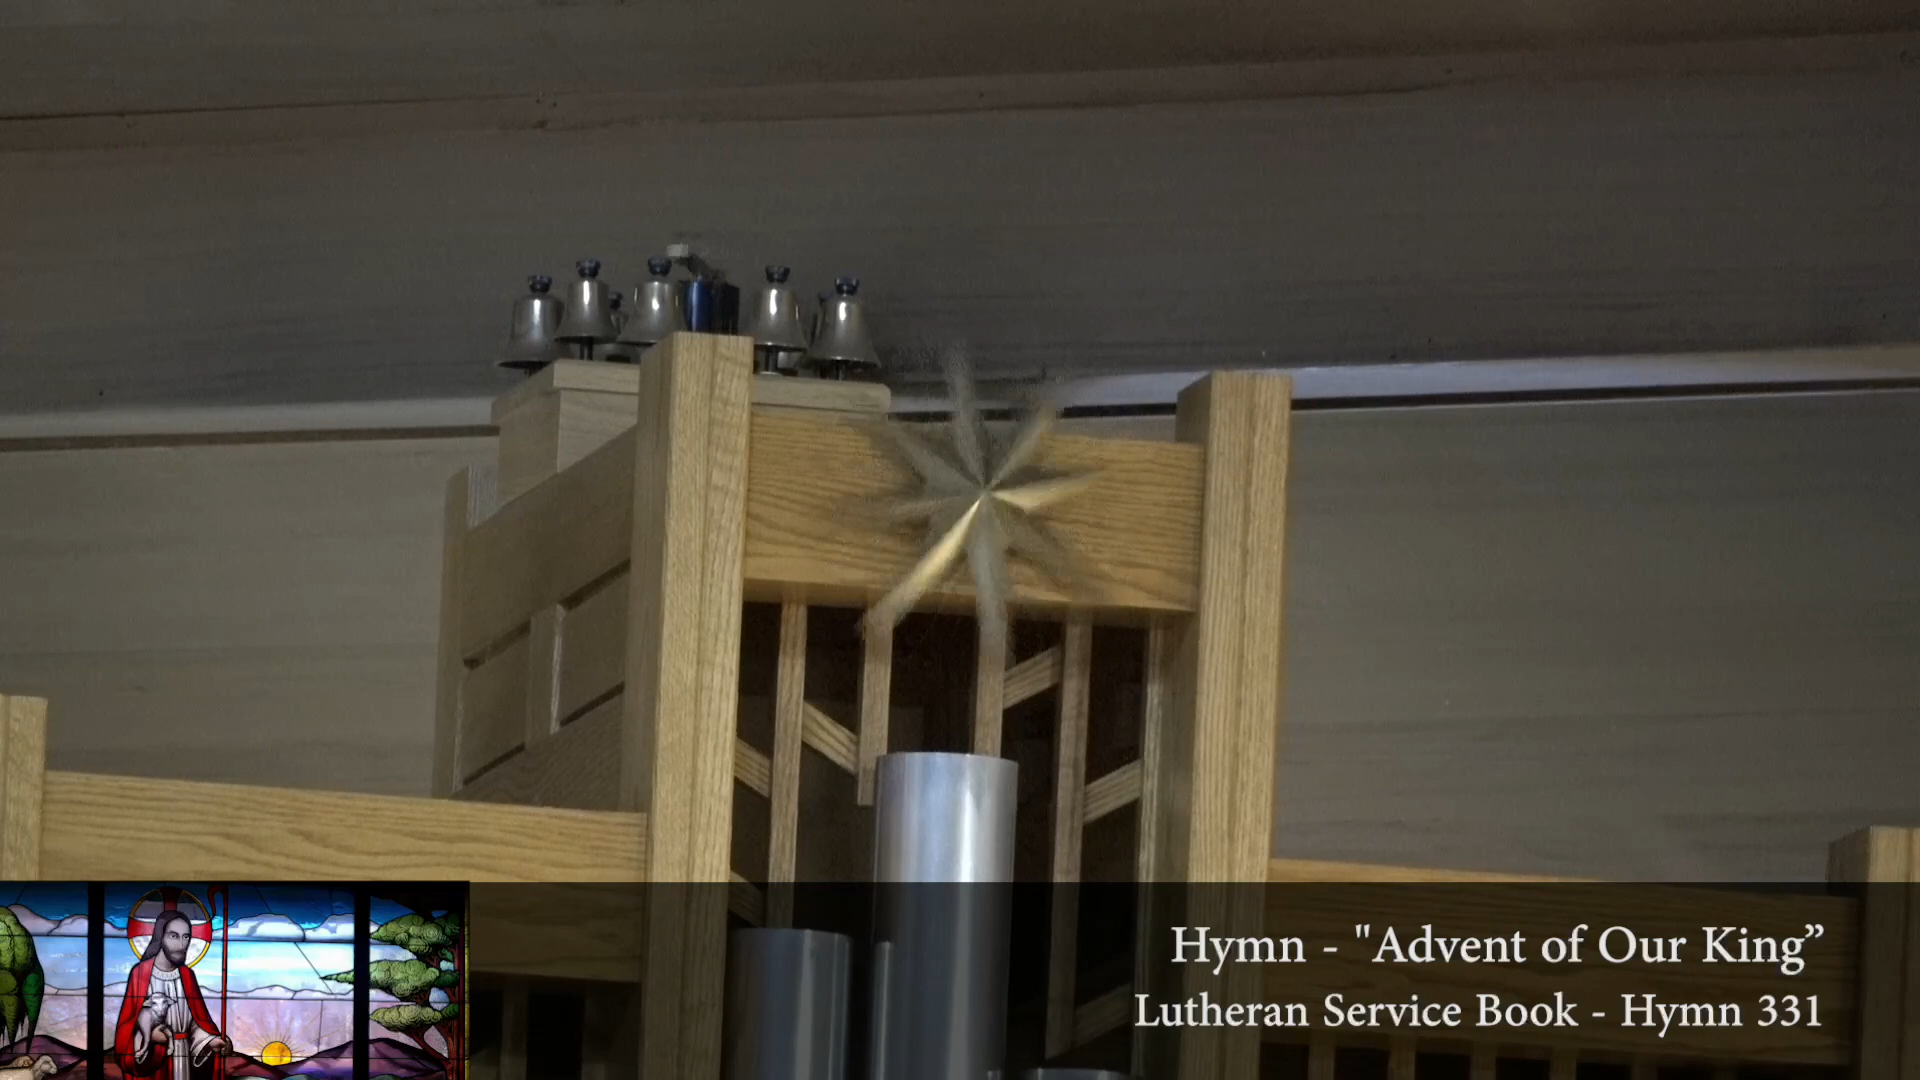 Hymn - "Advent of Our King”
Lutheran Service Book - Hymn 331